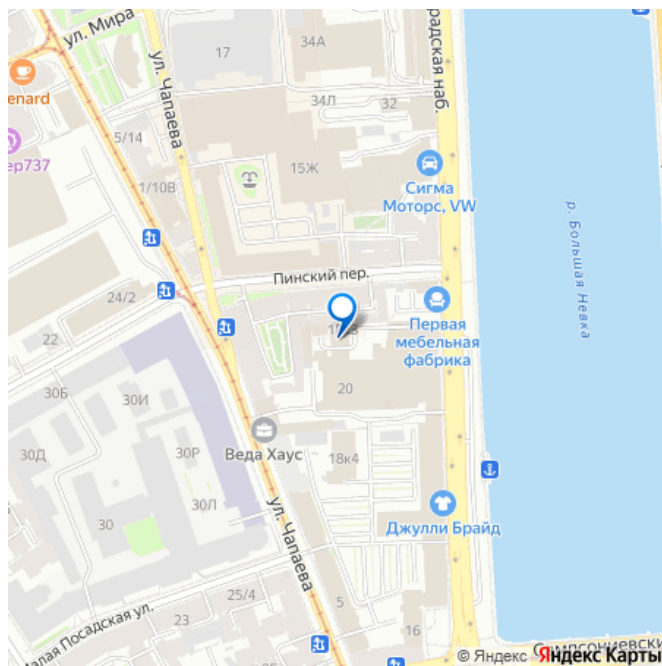 ул. Мира
17
34А
радская наб.
enard
ул. Чапаева
34Л
32
5/14
ер737
15Ж
1/10В
Сигма
Моторс, VW
р. Большая Невка
Пинский пер.
24/2
22
Первая
мебельная
фабрика
30Б
30И
20
30Д
30Р
Веда Хаус
18к4
30Л
30
ул. Чапаева
Джулли Брайд
алая Посадская ул.
25/4
23
5
16
© Яндекс
Яндекс Карты